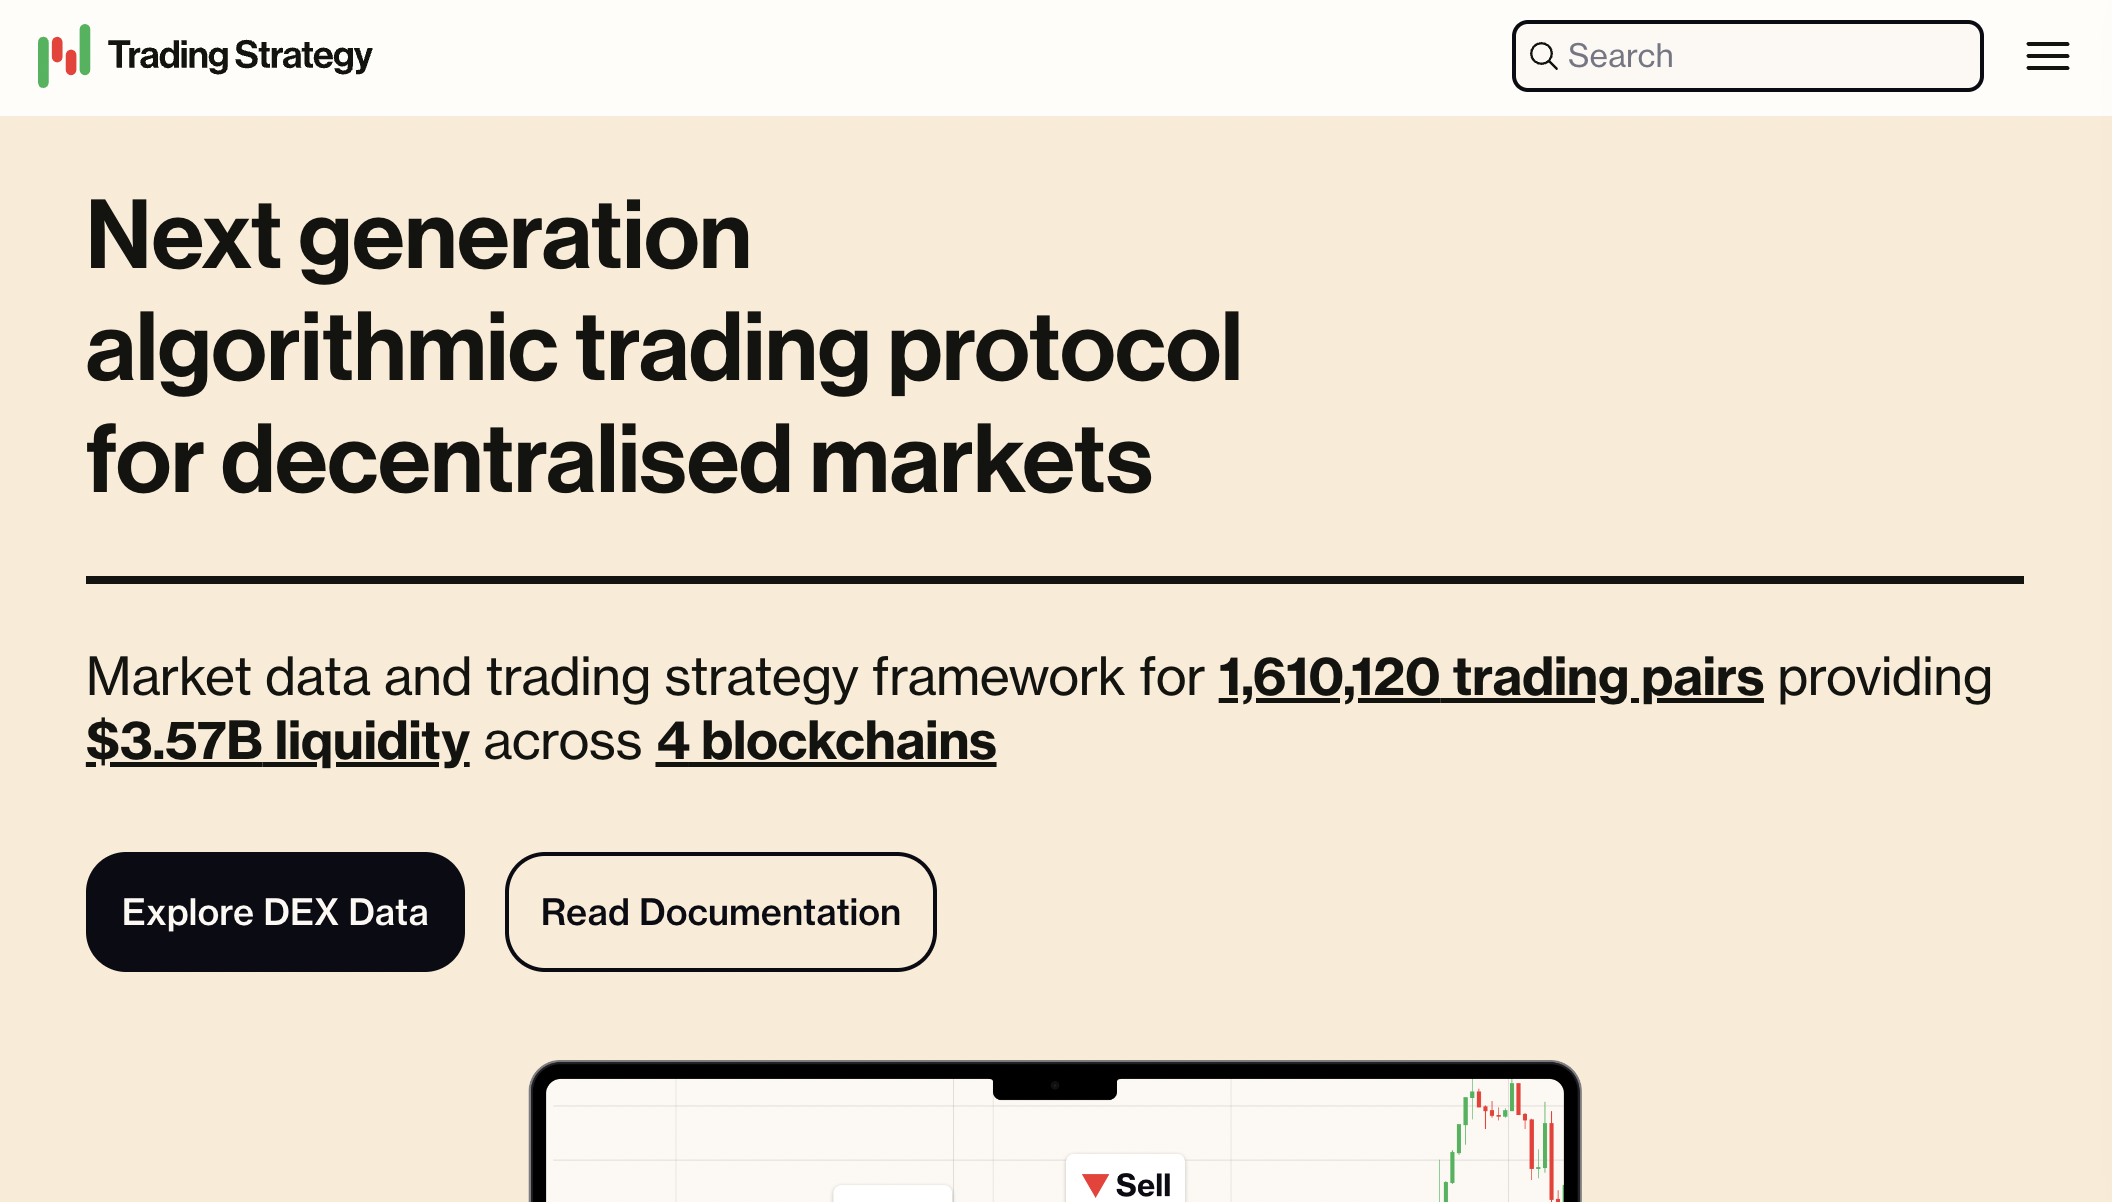 Trading Strategy
Search
Next generation
algorithmic trading protocol
for decentralised markets
Market data and trading strategy framework for 1,610,120 trading pairs providing
$3.57B liquidity across 4 blockchains
Explore DEX Data
Read Documentation
Sell